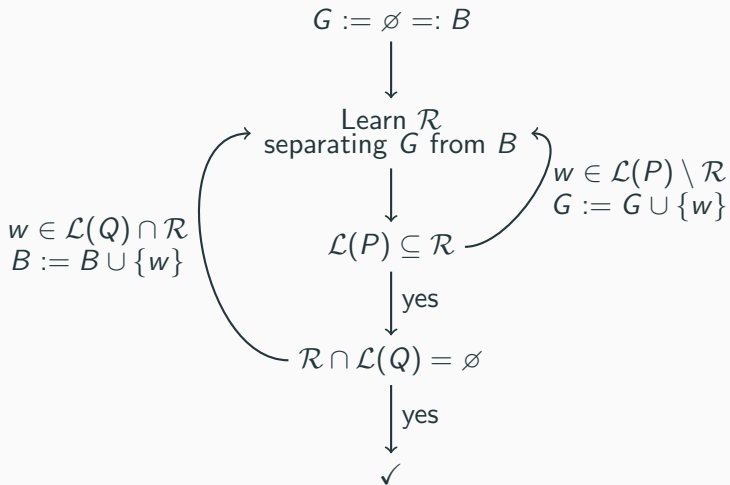 G := ∅ =: B
Learn ℛ
separating G from B
w ∈ ℒ(P) \ ℛ
G := G ∪ {w}
w ∈ ℒ(Q) ∩ ℛ
B := B ∪ {w}
ℒ(P) ⊆ ℛ
yes
ℛ ∩ ℒ(Q) = ∅
yes
✓